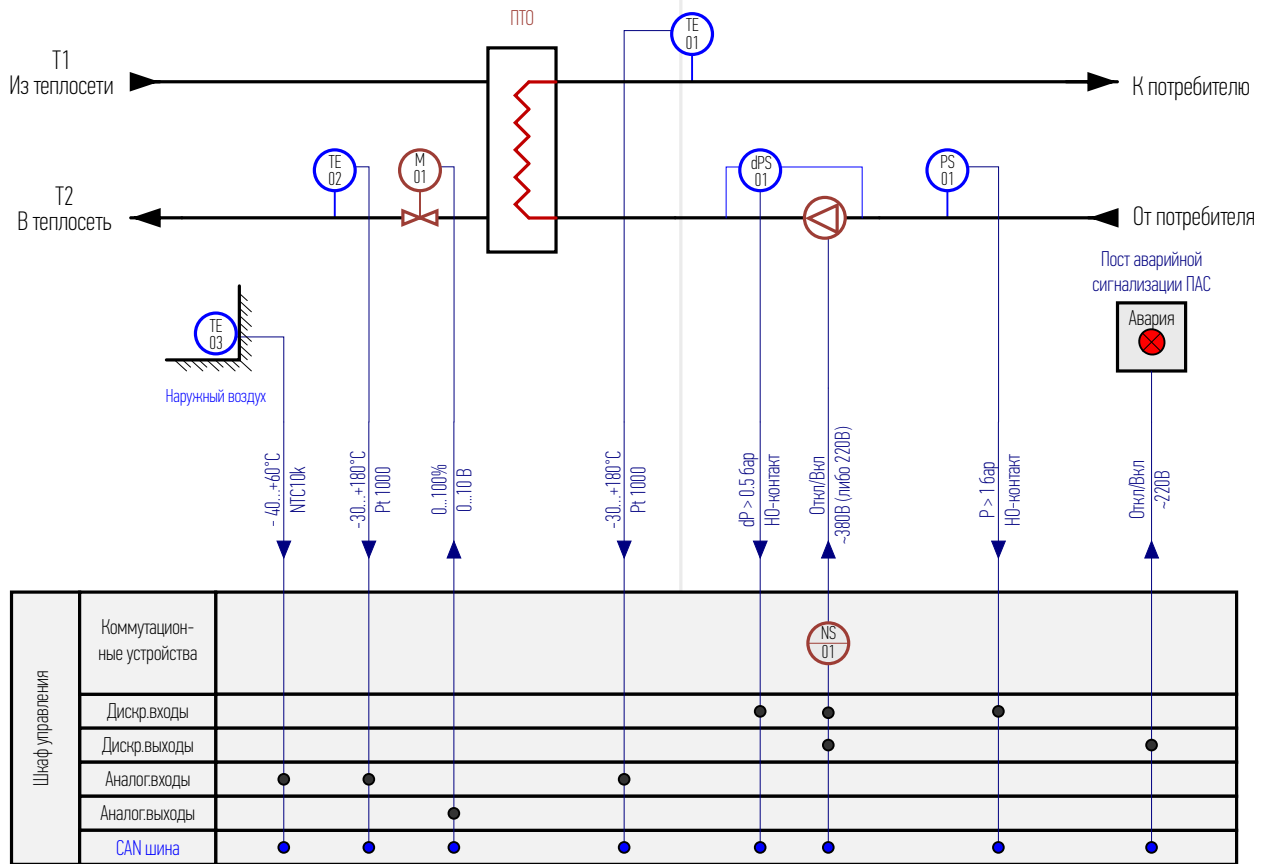 ПТО
TE
01
T1
Из теплосети
К потребителю
TE
02
M
01
dPS
01
PS
01
T2
В теплосеть
От потребителя
Пост аварийной
сигнализации ПАС
Авария
TE
03
Наружный воздух
- 40...+60°C
NTC10k
-30...+180°C
Pt 1000
0...100%
0...10 В
-30...+180°C
Pt 1000
dP > 0.5 бар
НО-контакт
Откл/Вкл
~380В (либо 220В)
P > 1 бар
НО-контакт
Откл/Вкл
~220В
Шкаф управления
Коммутацион-
ные устройства
NS
01
Дискр.входы
Дискр.выходы
Аналог.входы
Аналог.выходы
CAN шина